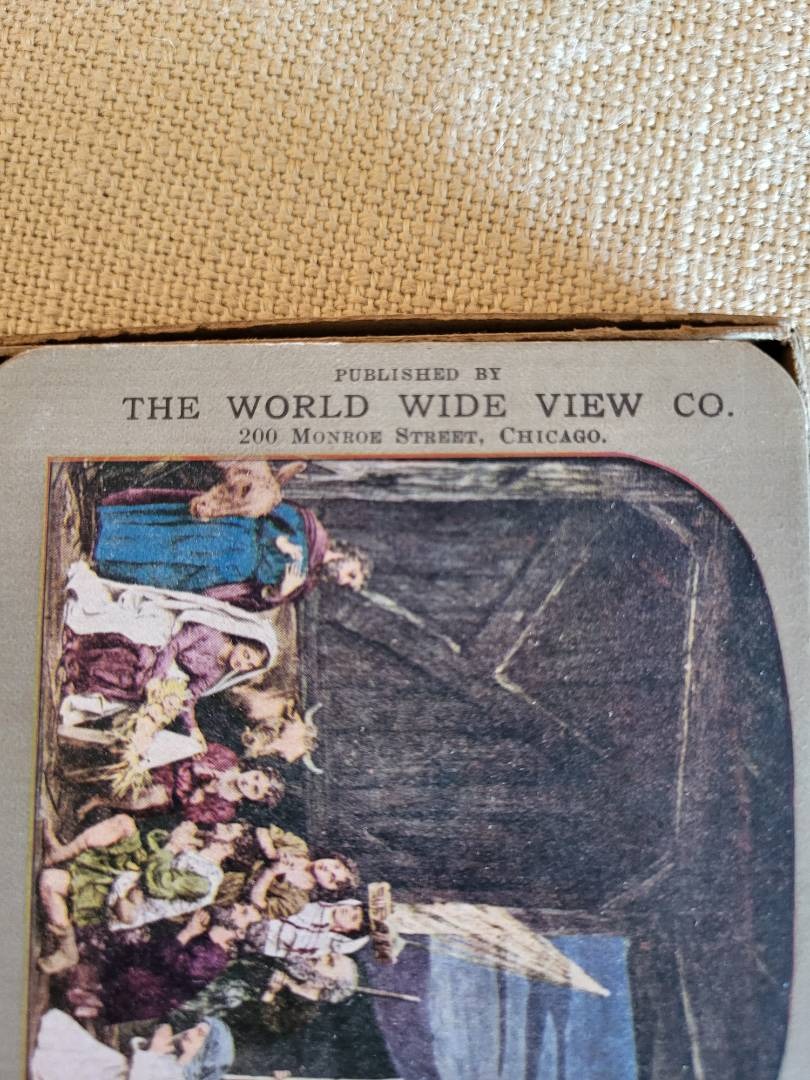 PUBLISHED BY
THE WORLD WIDE VIEW CO.
200 MONROE STREET, CHICAGO.